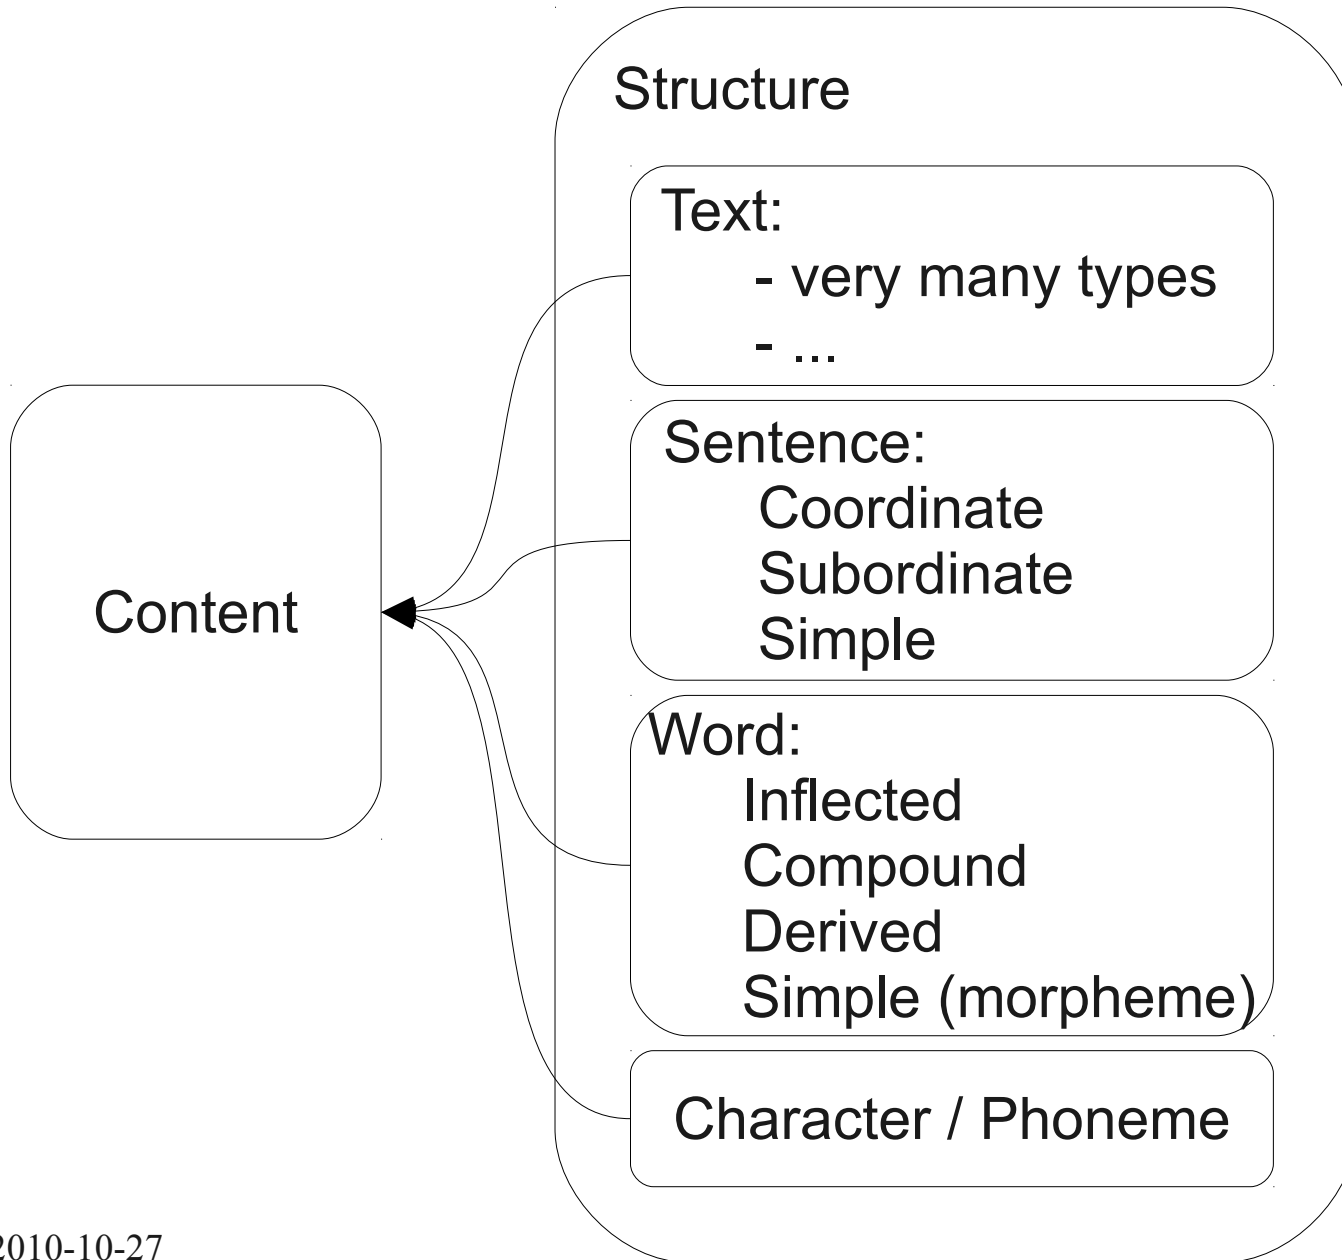 Structure
Text:
- very many types
- ...
Sentence:
Coordinate
Subordinate
Simple
Content
Word:
Inflected
Compound
Derived
Simple (morpheme)
Character / Phoneme
2010-10-27